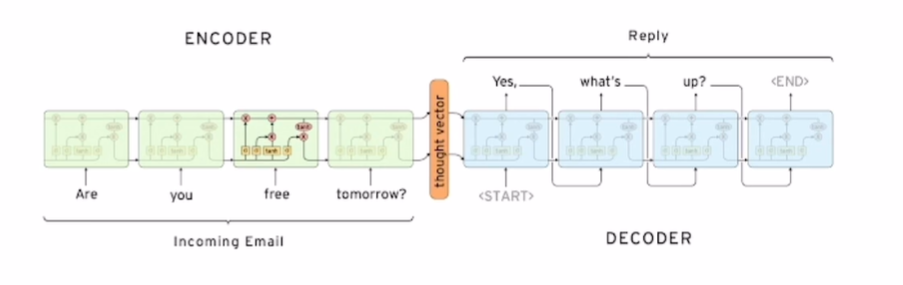 ENCODER
Reply
Yes, what's up? <END>
thought vector
Are you free tomorrow?
<START>
Incoming Email
DECODER